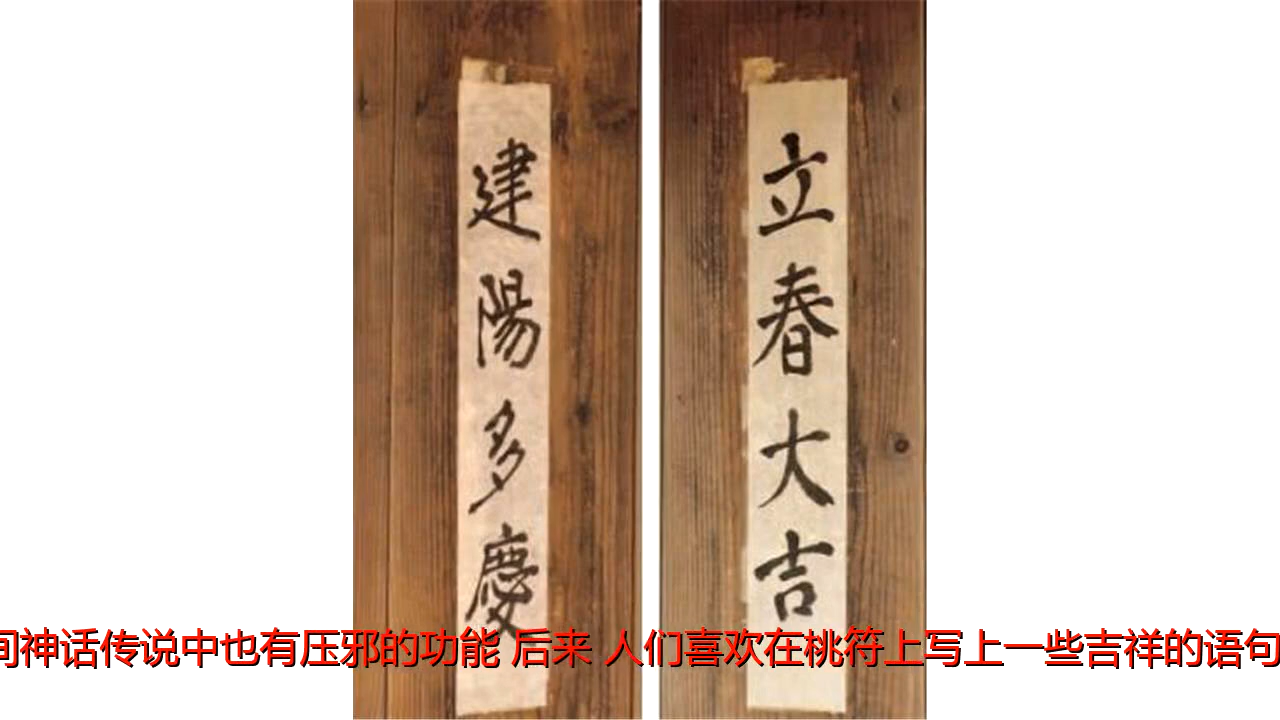 立春大吉
建陽多慶
间神话传说中也有压邪的功能 后来 人们喜欢在桃符上写上一些吉祥的语句